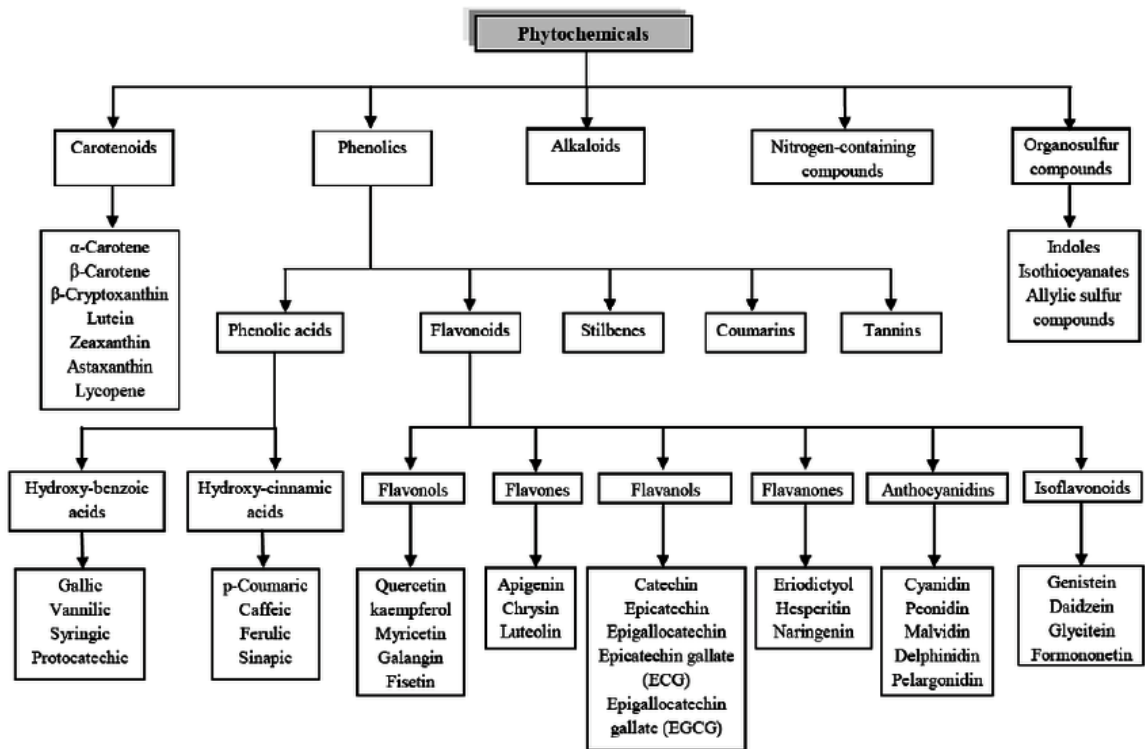 Phytochemicals
Carotenoids
Phenolics
Alkaloids
Nitrogen-containing
compounds
Organosulfur
compounds
α-Carotene
β-Carotene
β-Cryptoxanthin
Lutein
Zeaxanthin
Astaxanthin
Lycopene
Indoles
Isothiocyanates
Allylic sulfur
compounds
Phenolic acids
Flavonoids
Stilbenes
Coumarins
Tannins
Hydroxy-benzoic
acids
Hydroxy-cinnamic
acids
Flavonols
Flavones
Flavanols
Flavanones
Anthocyanidins
Isoflavonoids
Gallic
Vannilic
Syringic
Protocatechic
p-Coumaric
Caffeic
Ferulic
Sinapic
Quercetin
kaempferol
Myricetin
Galangin
Fisetin
Apigenin
Chrysin
Luteolin
Catechin
Epicatechin
Epigallocatechin
Epicatechin gallate
(ECG)
Epigallocatechin
gallate (EGCG)
Eriodictyol
Hesperitin
Naringenin
Cyanidin
Peonidin
Malvidin
Delphinidin
Pelargonidin
Genistein
Daidzein
Glycitein
Formononetin